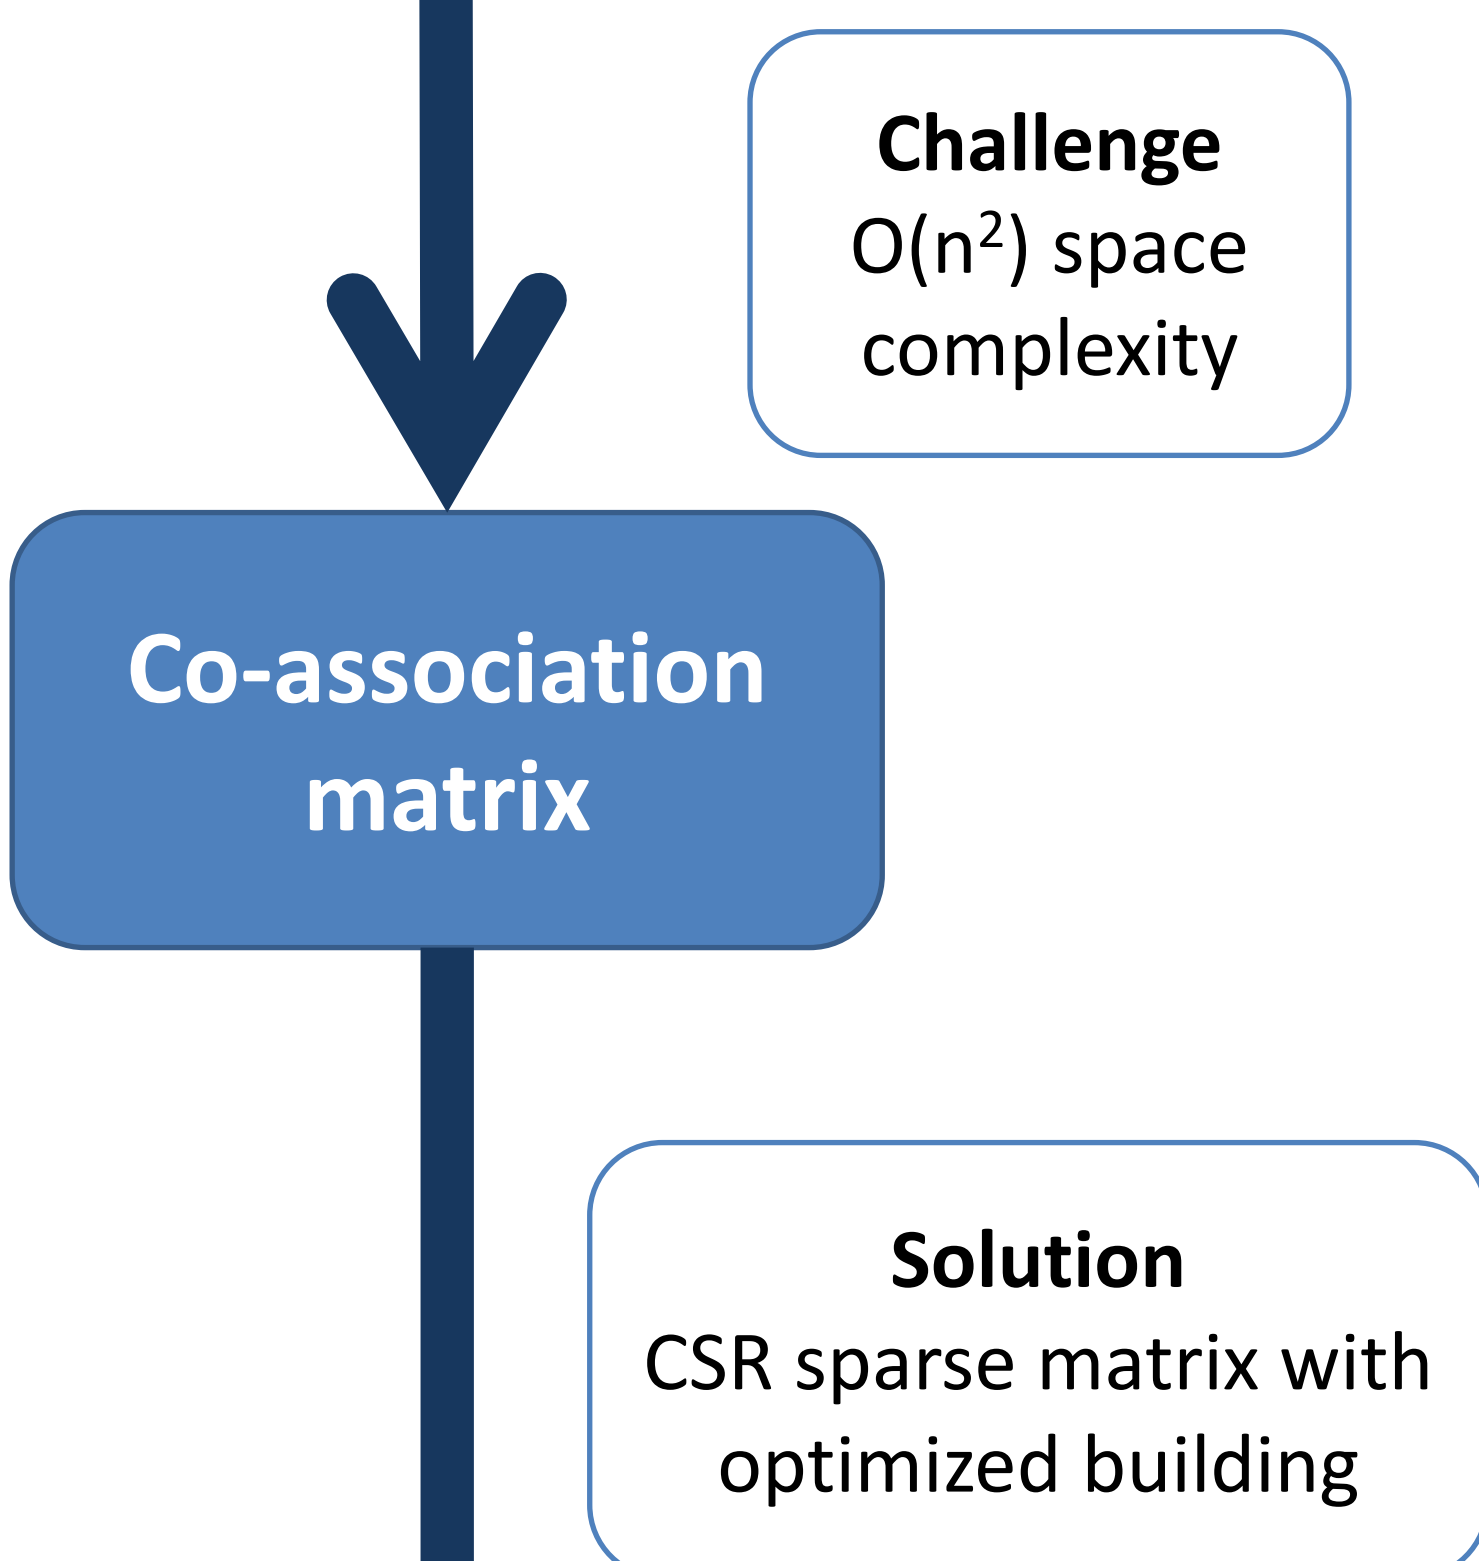 Challenge
O(n²) space
complexity
Co-association
matrix
Solution
CSR sparse matrix with
optimized building